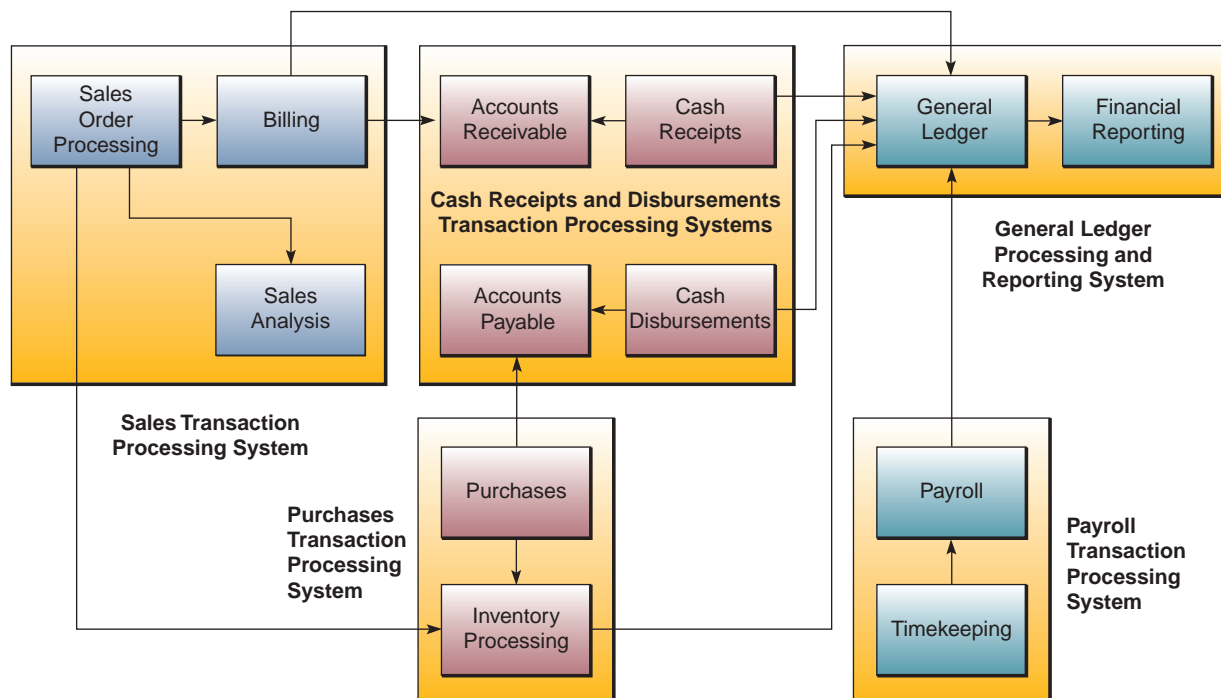 Sales
Order
Processing
Billing
Sales
Analysis
Sales Transaction
Processing System
Accounts
Receivable
Cash
Receipts
Cash Receipts and Disbursements
Transaction Processing Systems
Accounts
Payable
Cash
Disbursements
General
Ledger
Financial
Reporting
General Ledger
Processing and
Reporting System
Purchases
Inventory
Processing
Purchases
Transaction
Processing
System
Payroll
Timekeeping
Payroll
Transaction
Processing
System